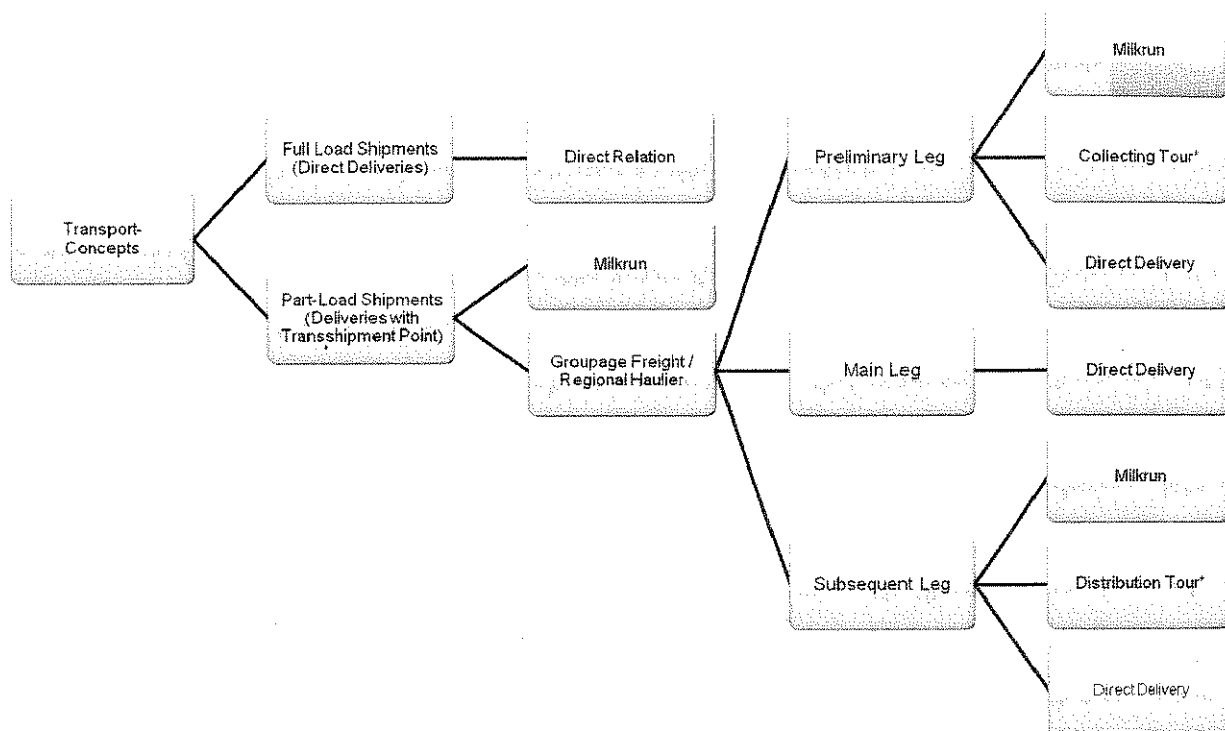 Milkrun
Full Load Shipments
(Direct Deliveries)
Direct Relation
Preliminary Leg
Collecting Tour*
Transport-
Concepts
Milkrun
Direct Delivery
Part-Load Shipments
(Deliveries with
Transshipment Point)
Groupage Freight /
Regional Haulier
Main Leg
Direct Delivery
Milkrun
Subsequent Leg
Distribution Tour*
Direct Delivery